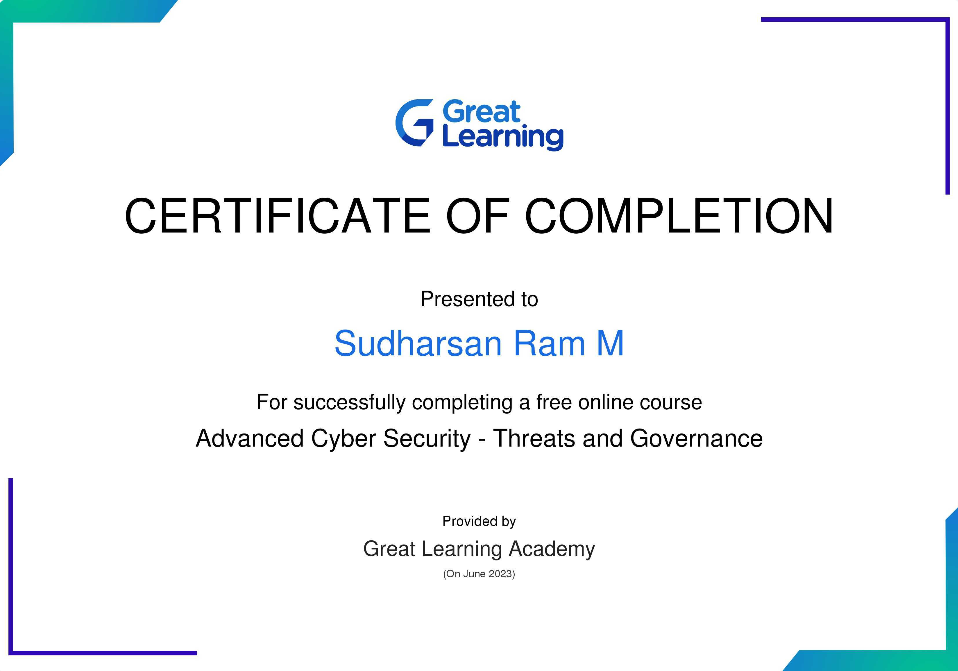 Great
Learning
CERTIFICATE OF COMPLETION
Presented to
Sudharsan Ram M
For successfully completing a free online course
Advanced Cyber Security - Threats and Governance
Provided by
Great Learning Academy
(On June 2023)